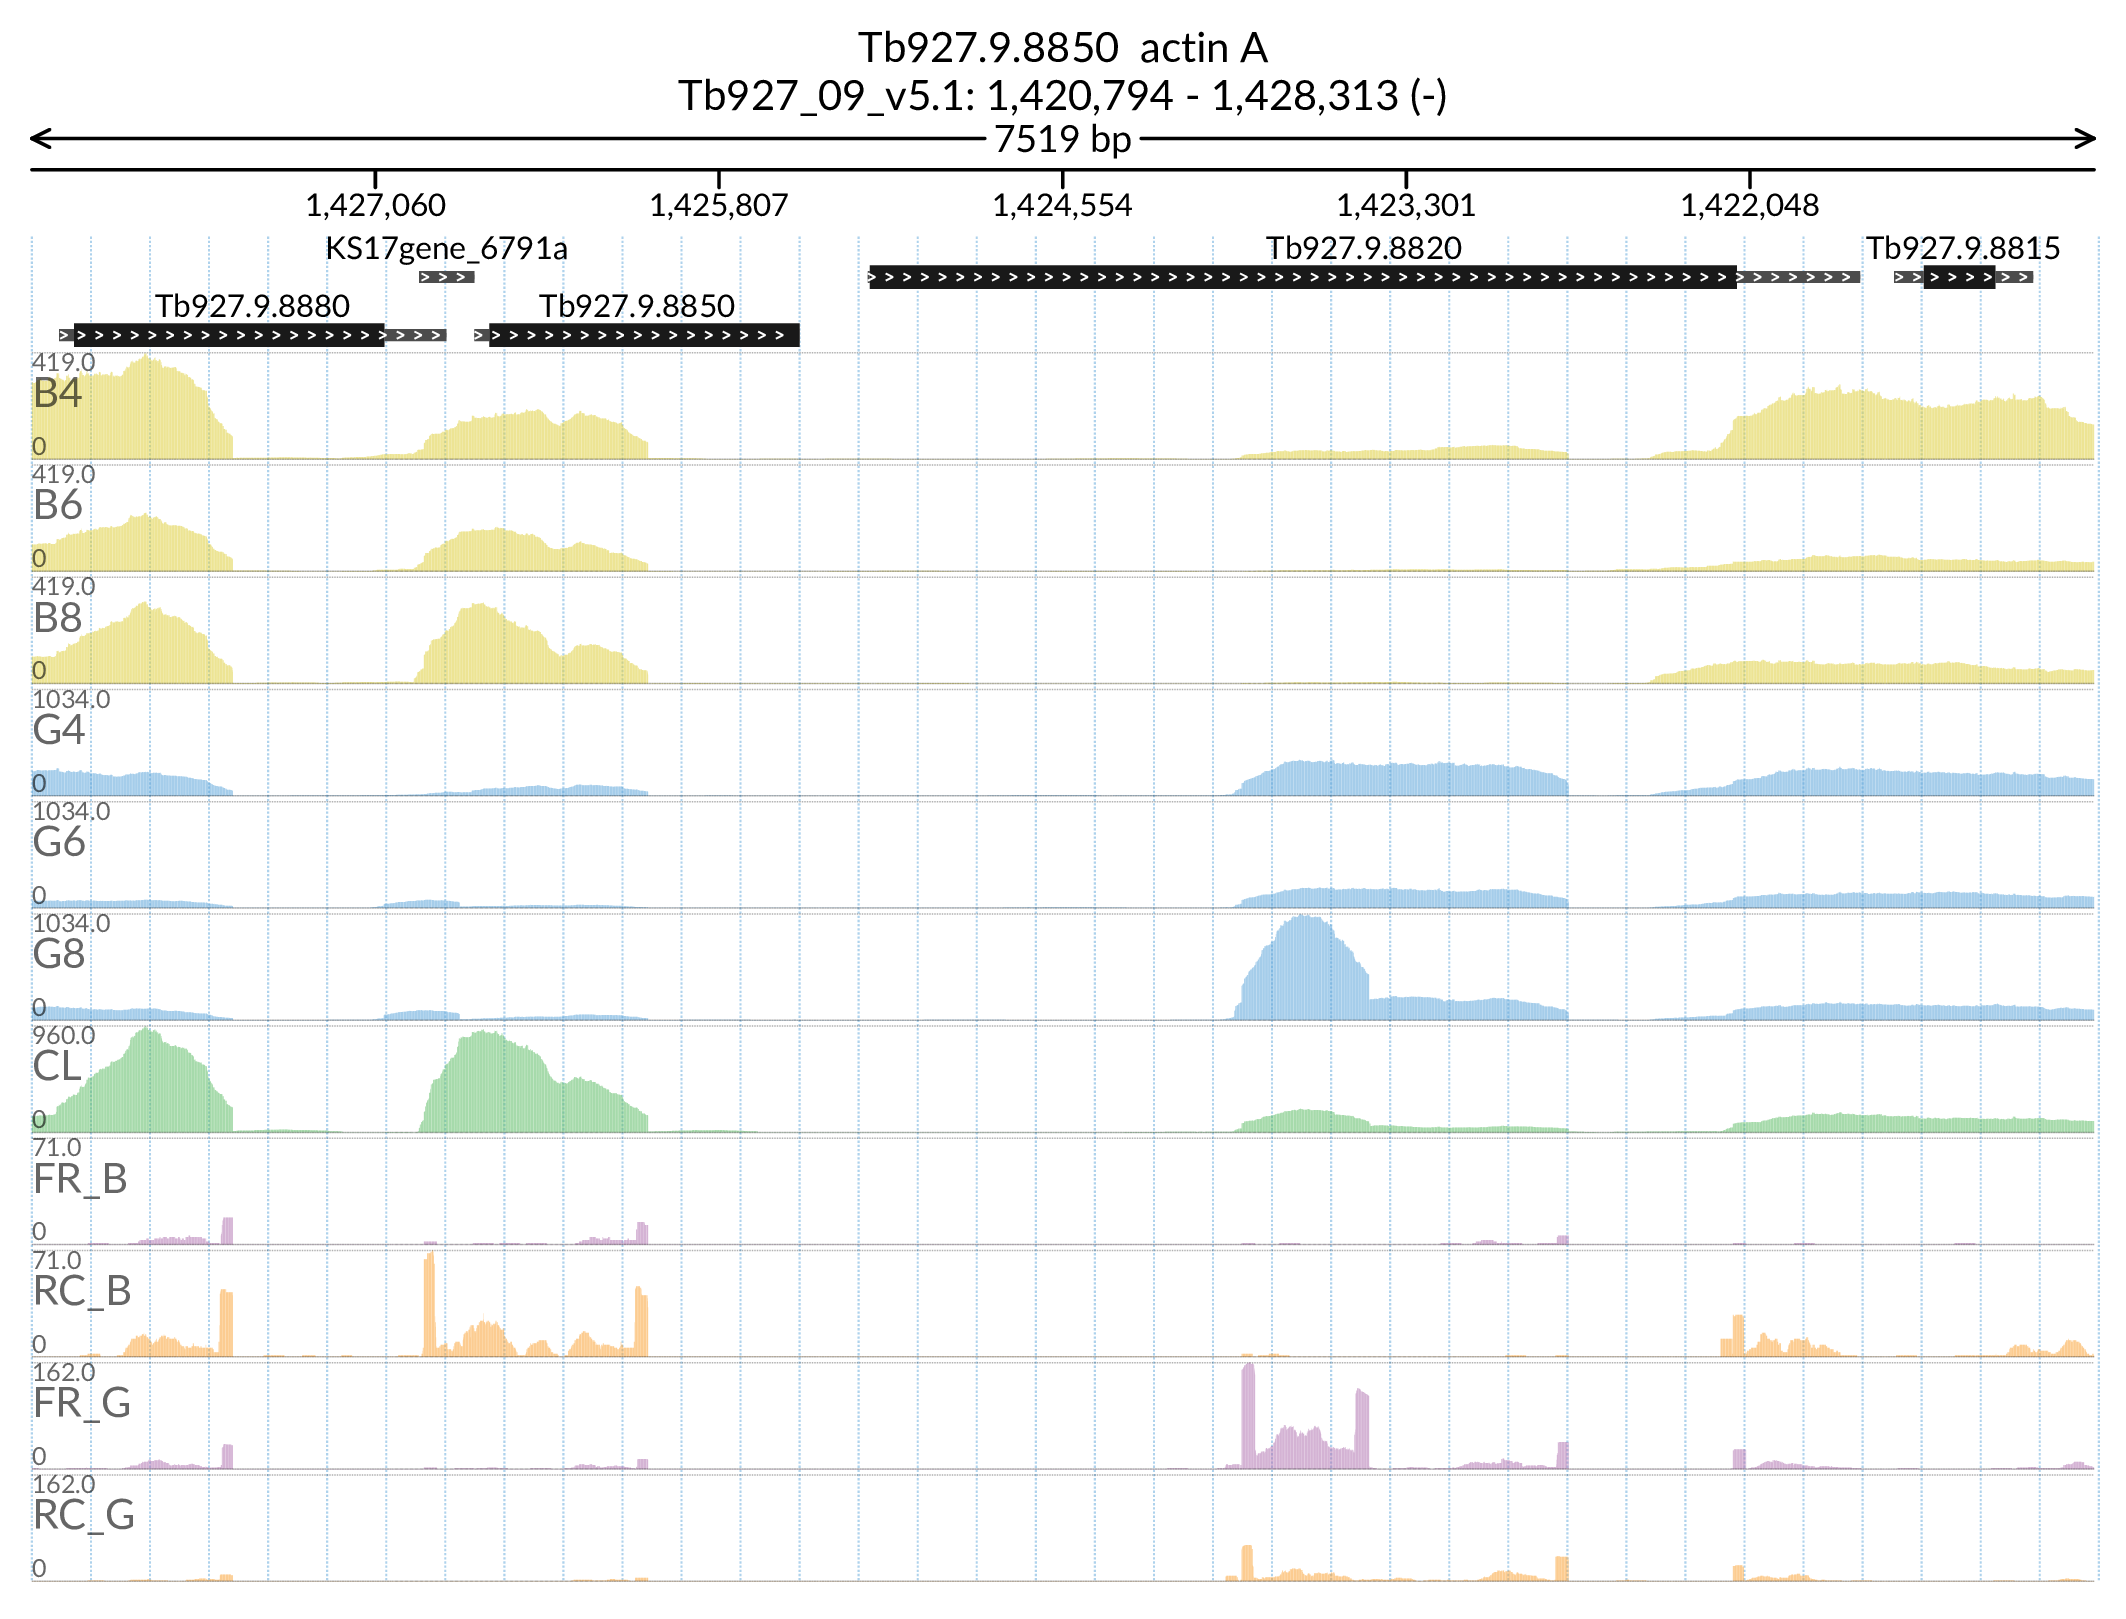 Tb927.9.8850 actin A
Tb927_09_v5.1: 1,420,794 - 1,428,313 (-)
7519 bp
1,427,060 1,425,807 1,424,554 1,423,301 1,422,048
KS17gene_6791a Tb927.9.8820 Tb927.9.8815
Tb927.9.8880 Tb927.9.8850
419.0
B4
0
419.0
B6
0
419.0
B8
0
1034.0
G4
0
1034.0
G6
0
1034.0
G8
0
960.0
CL
0
71.0
FR_B
0
71.0
RC_B
0
162.0
FR_G
0
162.0
RC_G
0